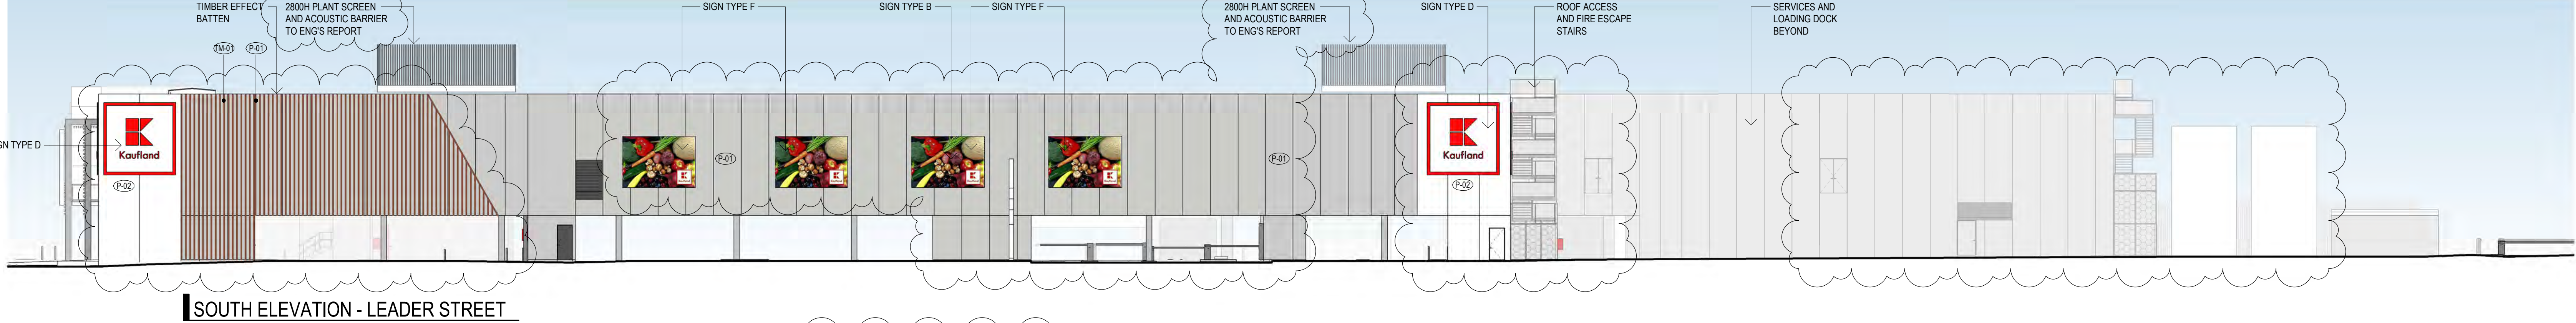 TIMBER EFFECT
BATTEN
2800H PLANT SCREEN
AND ACOUSTIC BARRIER
TO ENG'S REPORT
SIGN TYPE F
SIGN TYPE B
SIGN TYPE F
2800H PLANT SCREEN
AND ACOUSTIC BARRIER
TO ENG'S REPORT
SIGN TYPE D
ROOF ACCESS
AND FIRE ESCAPE
STAIRS
SERVICES AND
LOADING DOCK
BEYOND
TM-01
P-01
GN TYPE D
Kaufland
P-02
P-01
P-01
Kaufland
P-02
SOUTH ELEVATION - LEADER STREET